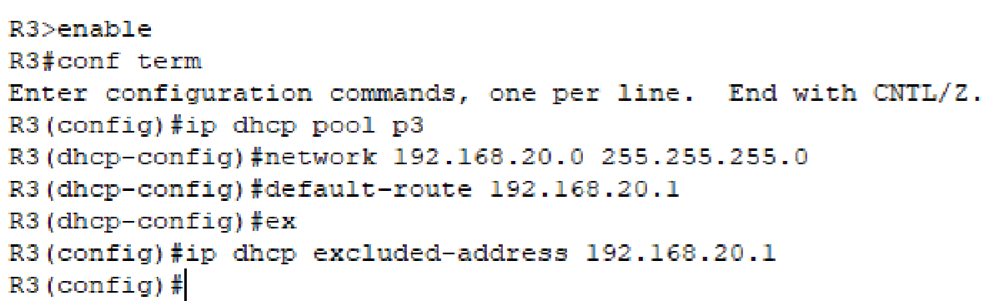 R3>enable
R3#conf term
Enter configuration commands, one per line.  End with CNTL/Z.
R3(config)#ip dhcp pool p3
R3(dhcp-config)#network 192.168.20.0 255.255.255.0
R3(dhcp-config)#default-route 192.168.20.1
R3(dhcp-config)#ex
R3(config)#ip dhcp excluded-address 192.168.20.1
R3(config)#